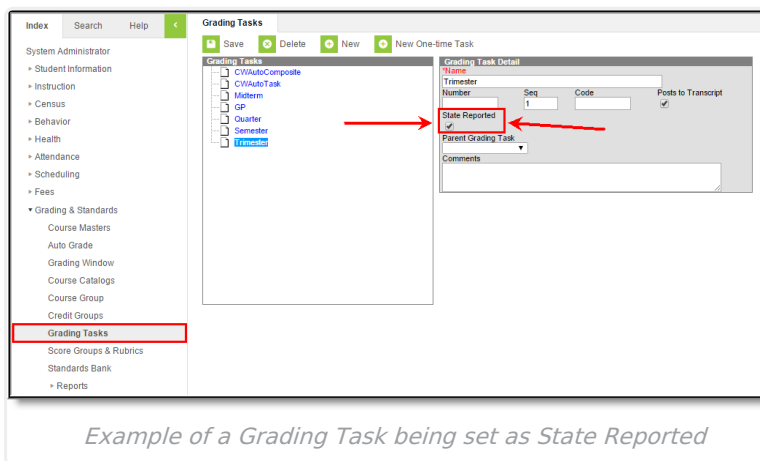 Index Search Help
System Administrator
Student Information
Instruction
Census
Behavior
Health
Attendance
Scheduling
Fees
Grading & Standards
Course Masters
Auto Grade
Grading Window
Course Catalogs
Course Group
Credit Groups
Grading Tasks
Score Groups & Rubrics
Standards Bank
Reports
Grading Tasks
Save Delete New New One-time Task
Grading Tasks
CWAutoComposite
CWAutoTask
Midterm
GP
Quarter
Semester
Trimester
Grading Task Detail
*Name
Trimester
Number Seq Code Posts to Transcript
1
State Reported
Parent Grading Task
Comments
Example of a Grading Task being set as State Reported